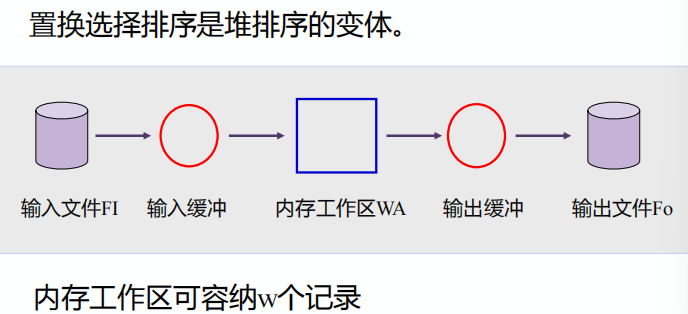 置换选择排序是堆排序的变体。
输入文件FI 输入缓冲 内存工作区WA 输出缓冲 输出文件Fo
内存工作区可容纳w个记录